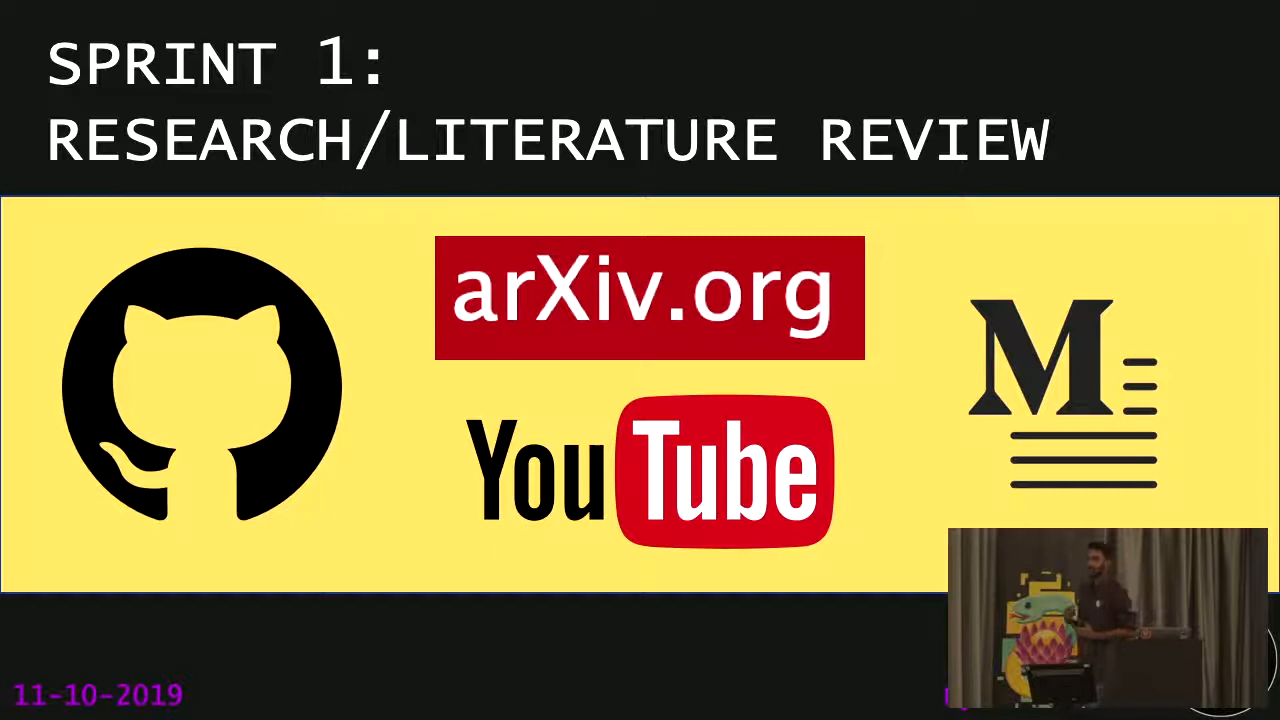 SPRINT 1:
RESEARCH/LITERATURE REVIEW
arXiv.org
YouTube
M
11-10-2019